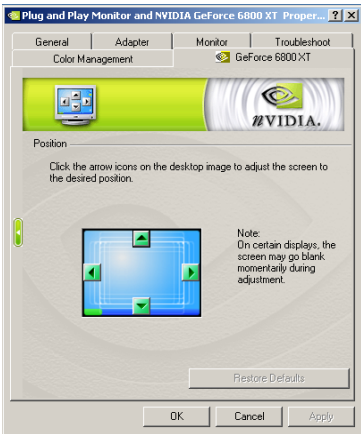 Plug and Play Monitor and NVIDIA GeForce 6800 XT Proper...
General Adapter Monitor Troubleshoot
Color Management GeForce 6800 XT
NVIDIA.
Position
Click the arrow icons on the desktop image to adjust the screen to
the desired position.
Note:
On certain displays, the
screen may go blank
momentarily during
adjustment.
Restore Defaults
OK Cancel Apply